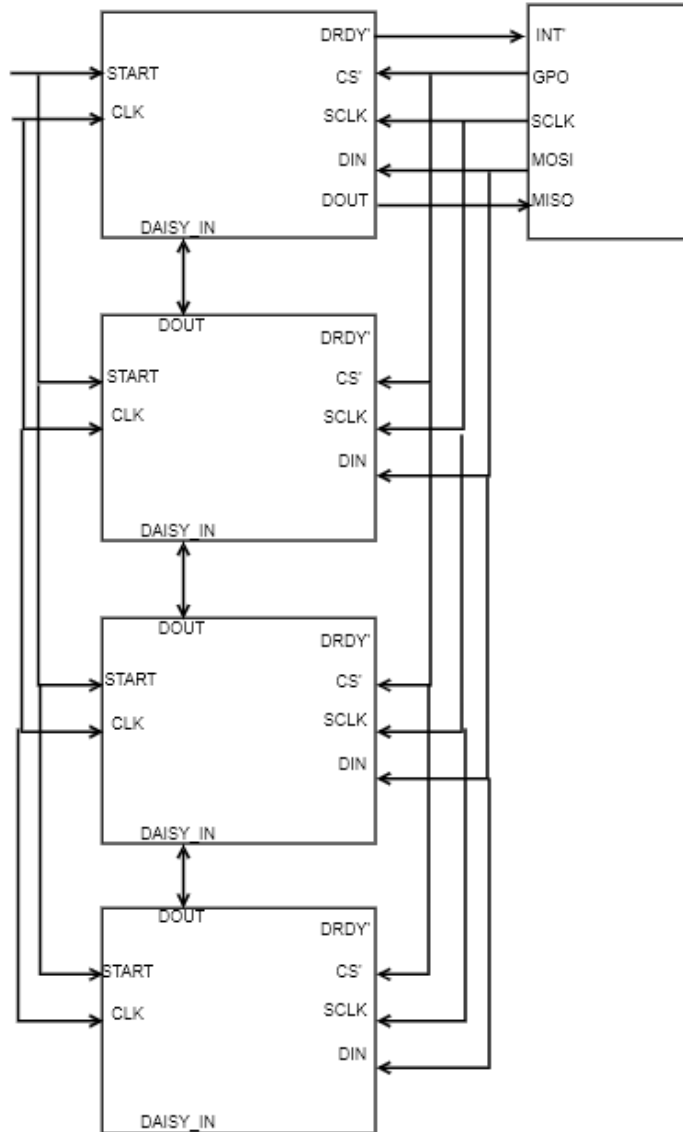 DRDY'
INT'
START
CS'
GPO
CLK
SCLK
SCLK
DIN
MOSI
DOUT
MISO
DAISY_IN
DOUT
DRDY'
START
CS'
CLK
SCLK
DIN
DAISY_IN
DOUT
DRDY'
START
CS'
CLK
SCLK
DIN
DAISY_IN
DOUT
DRDY'
START
CS'
CLK
SCLK
DIN
DAISY_IN